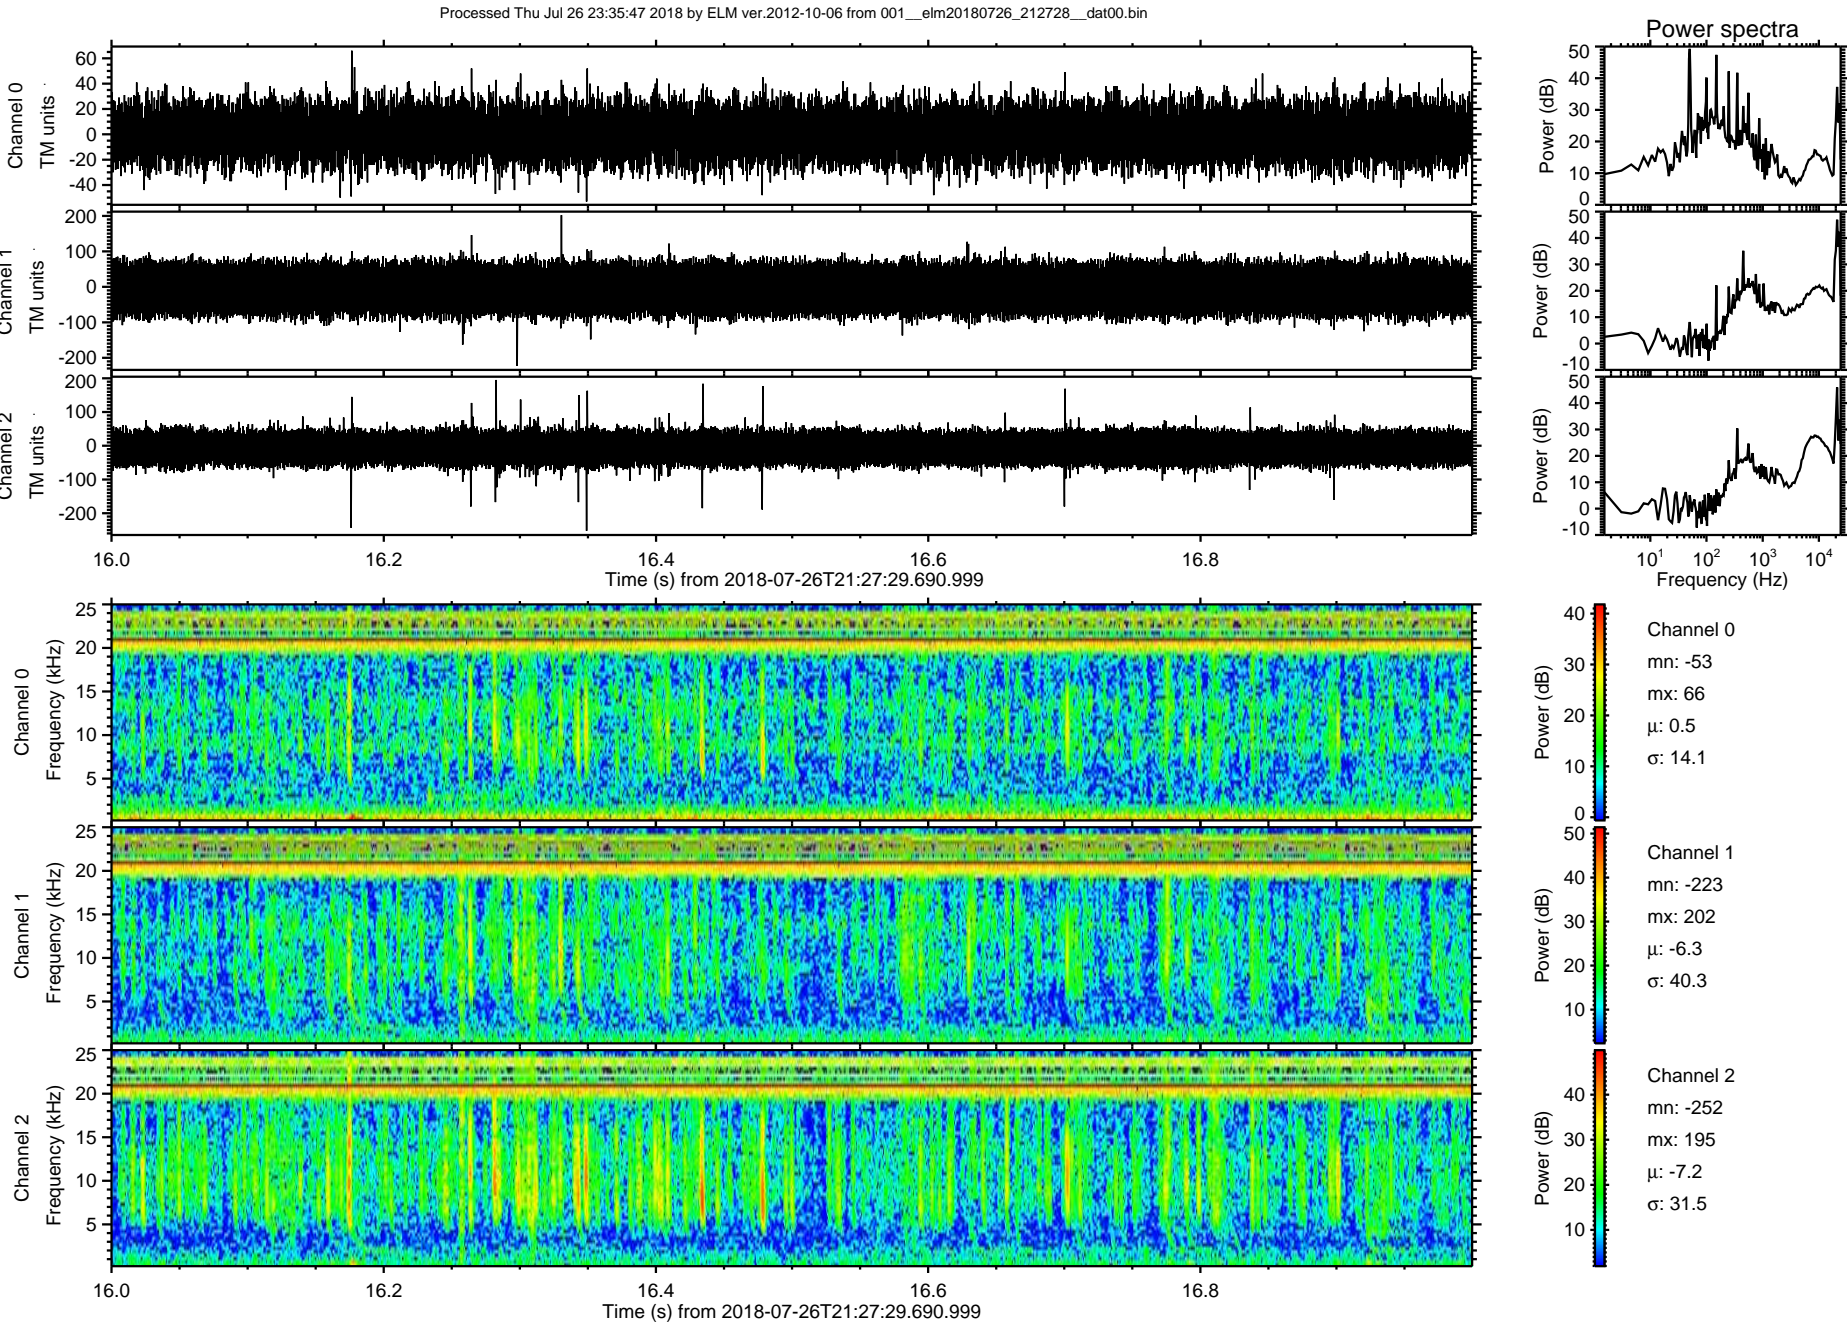 Processed Thu Jul 26 23:35:47 2018 by ELM ver.2012-10-06 from 001__elm20180726_212728__dat00.bin
Power spectra
Channel 0
TM units
60
40
20
0
-20
-40
Power (dB)
50
40
30
20
10
0
Channel 1
TM units
200
100
0
-100
-200
Power (dB)
50
40
30
20
10
0
-10
Channel 2
TM units
200
100
0
-100
-200
Power (dB)
50
40
30
20
10
0
-10
16.0 16.2 16.4 16.6 16.8
Time (s) from 2018-07-26T21:27:29.690.999
10^1 10^2 10^3 10^4
Frequency (Hz)
Channel 0
Frequency (kHz)
25
20
15
10
5
Power (dB)
40
30
20
10
0
Channel 0
mn: -53
mx: 66
μ: 0.5
σ: 14.1
Channel 1
Frequency (kHz)
25
20
15
10
5
Power (dB)
50
40
30
20
10
Channel 1
mn: -223
mx: 202
μ: -6.3
σ: 40.3
Channel 2
Frequency (kHz)
25
20
15
10
5
Power (dB)
40
30
20
10
Channel 2
mn: -252
mx: 195
μ: -7.2
σ: 31.5
16.0 16.2 16.4 16.6 16.8
Time (s) from 2018-07-26T21:27:29.690.999